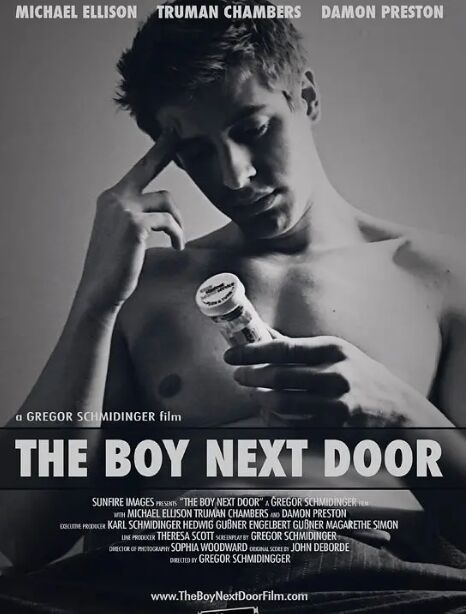 MICHAEL ELLISON TRUMAN CHAMBERS DAMON PRESTON
a GREGOR SCHMIDINGER film
THE BOY NEXT DOOR
SUNFIRE IMAGES PRESENTS "THE BOY NEXT DOOR" A GREGOR SCHMIDINGER FILM
WITH MICHAEL ELLISON TRUMAN CHAMBERS AND DAMON PRESTON
EXECUTIVE PRODUCER KARL SCHMIDINGER HEDWIG GUßNER ENGELBERT GUßNER MAGARETHE SIMON
LINE PRODUCER THERESA SCOTT SCREENPLAY BY GREGOR SCHMIDINGER
DIRECTOR OF PHOTOGRAPHY SOPHIA WOODWARD ORIGINAL SCORE BY JOHN DEBORDE
DIRECTED BY GREGOR SCHMIDINGGER
www.TheBoyNextDoorFilm.com